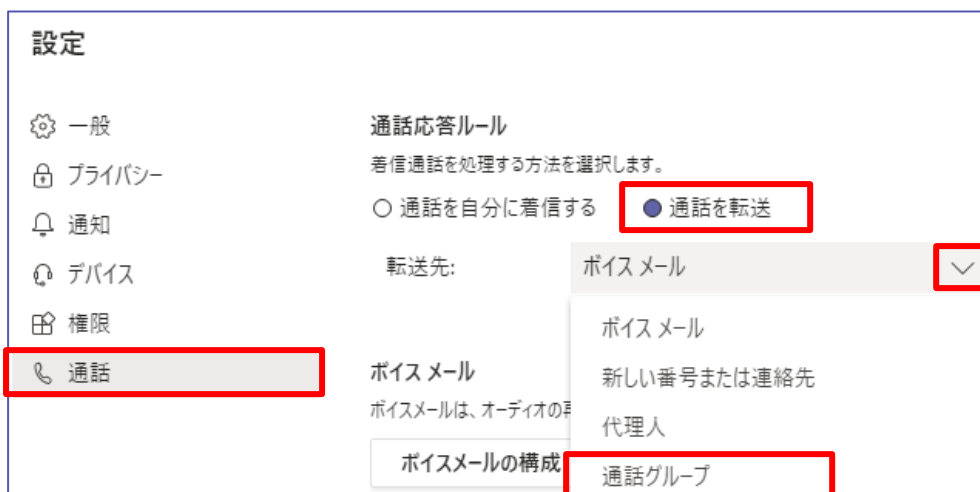 設定
一般
プライバシー
通知
デバイス
権限
通話
通話応答ルール
着信通話を処理する方法を選択します。
通話を自分に着信する 通話を転送
転送先: ボイス メール
ボイス メール
新しい番号または連絡先
代理人
通話グループ
ボイス メール
ボイスメールは、オーディオの
ボイスメールの構成